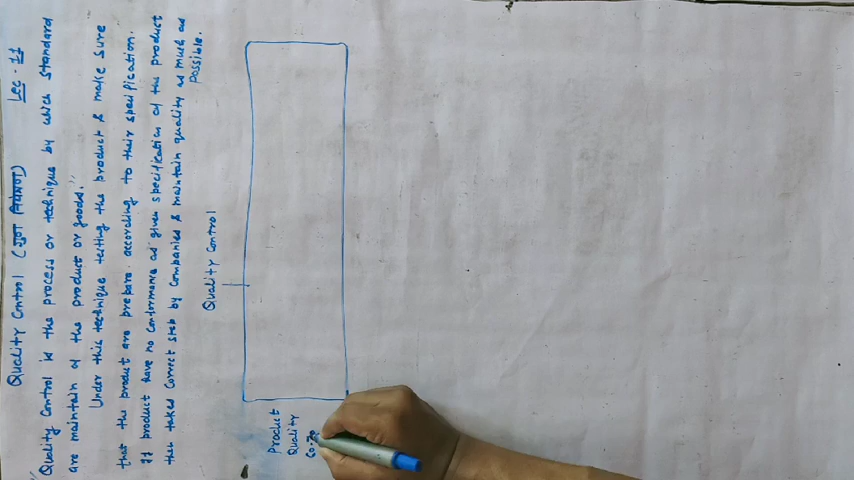 Quality Control (गुणता नियंत्रण) Lec - 11
"Quality Control is the process or technique by which standard
are maintain of the product or goods."
Under this technique testing the product & make sure
that the product are prepare according to their specification.
If product have no conformance as given specification of the product
then taked Correct step by Companies & maintain quality as much as
possible.
Quality Control
Product
Quality